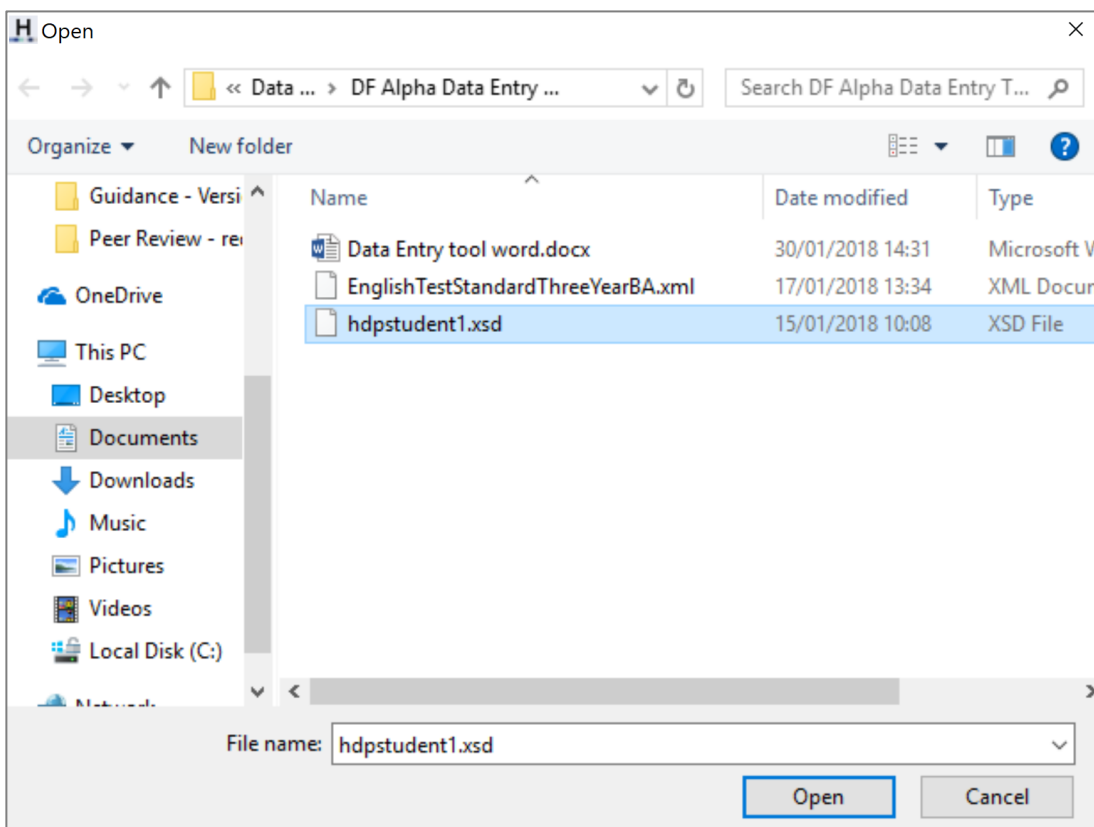 H Open
« Data ... › DF Alpha Data Entry ...
Search DF Alpha Data Entry T...
Organize
New folder
?
Guidance - Versi
Peer Review - re
OneDrive
This PC
Desktop
Documents
Downloads
Music
Pictures
Videos
Local Disk (C:)
Network
Name Date modified Type
Data Entry tool word.docx 30/01/2018 14:31 Microsoft W
EnglishTestStandardThreeYearBA.xml 17/01/2018 13:34 XML Docur
hdpstudent1.xsd 15/01/2018 10:08 XSD File
File name: hdpstudent1.xsd
Open Cancel